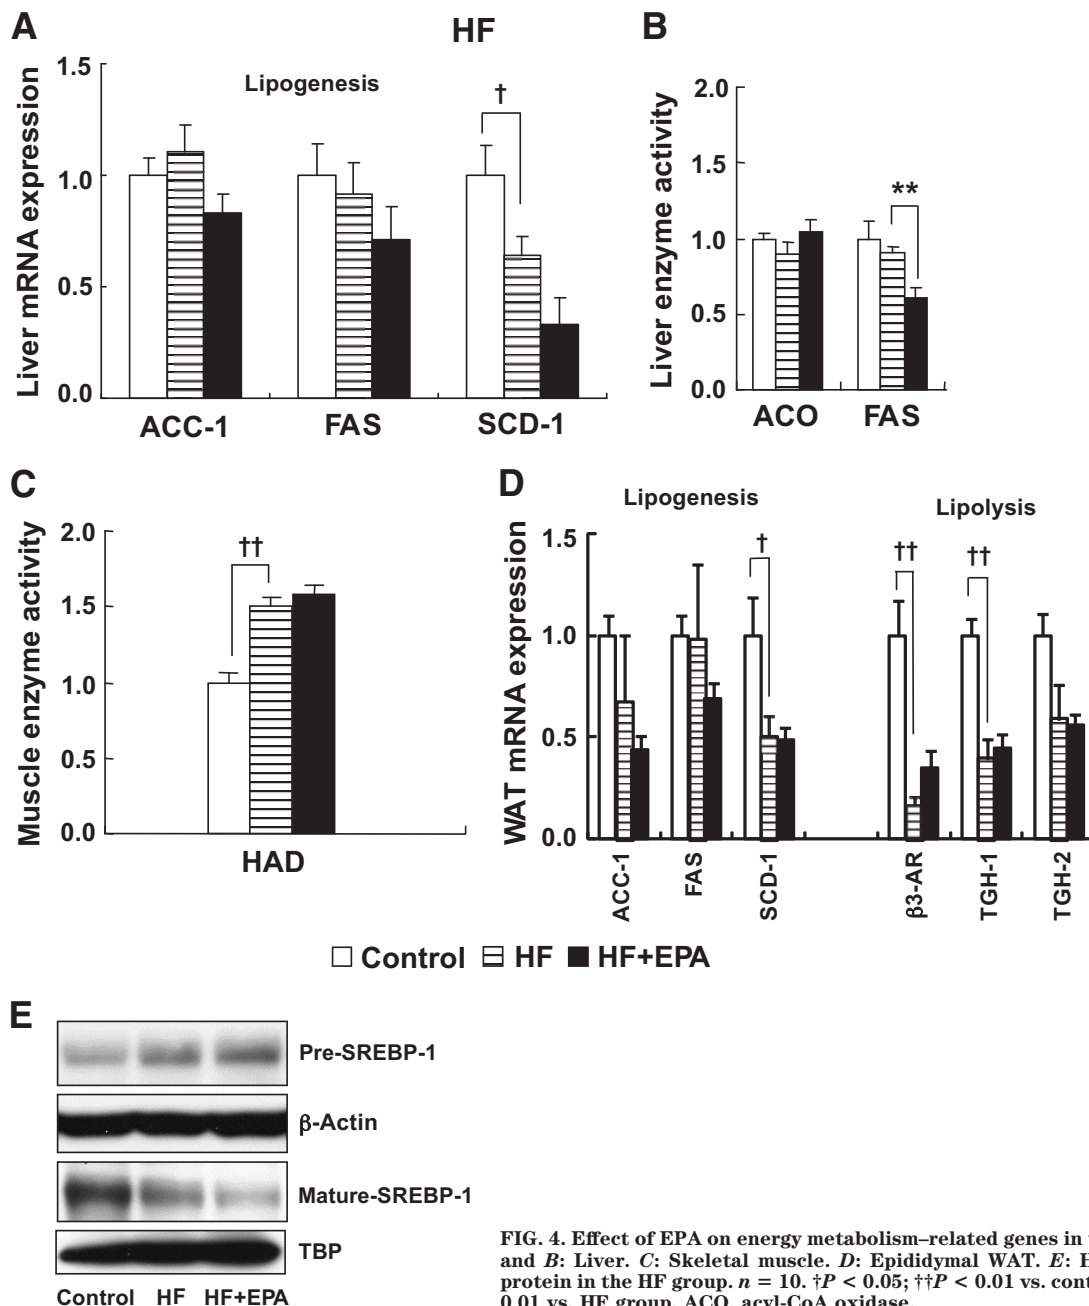 A
HF
B
1.5
1.0
0.5
0.0
Liver mRNA expression
Lipogenesis
†
ACC-1 FAS SCD-1
2.0
1.5
1.0
0.5
0.0
Liver enzyme activity
**
ACO FAS
C
2.0
1.5
1.0
0.5
0.0
Muscle enzyme activity
††
HAD
D
Lipogenesis Lipolysis
1.5
1.0
0.5
0.0
WAT mRNA expression
† †† ††
ACC-1 FAS SCD-1 β3-AR TGH-1 TGH-2
Control HF HF+EPA
E
Pre-SREBP-1
β-Actin
Mature-SREBP-1
TBP
Control HF HF+EPA
FIG. 4. Effect of EPA on energy metabolism–related genes in
and B: Liver. C: Skeletal muscle. D: Epididymal WAT. E:
protein in the HF group. n = 10. †P < 0.05; ††P < 0.01 vs.
0.01 vs. HF group. ACO, acyl-CoA oxidase.